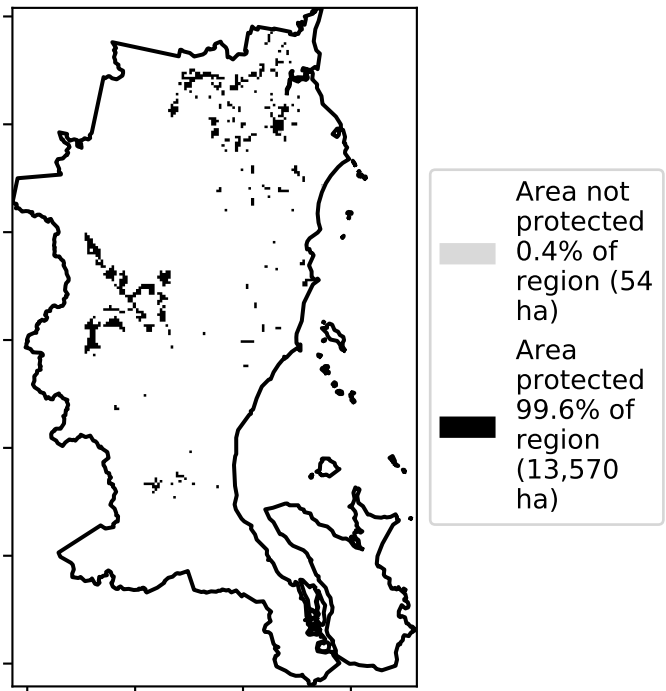 Area not
protected
0.4% of
region (54
ha)
Area
protected
99.6% of
region
(13,570
ha)